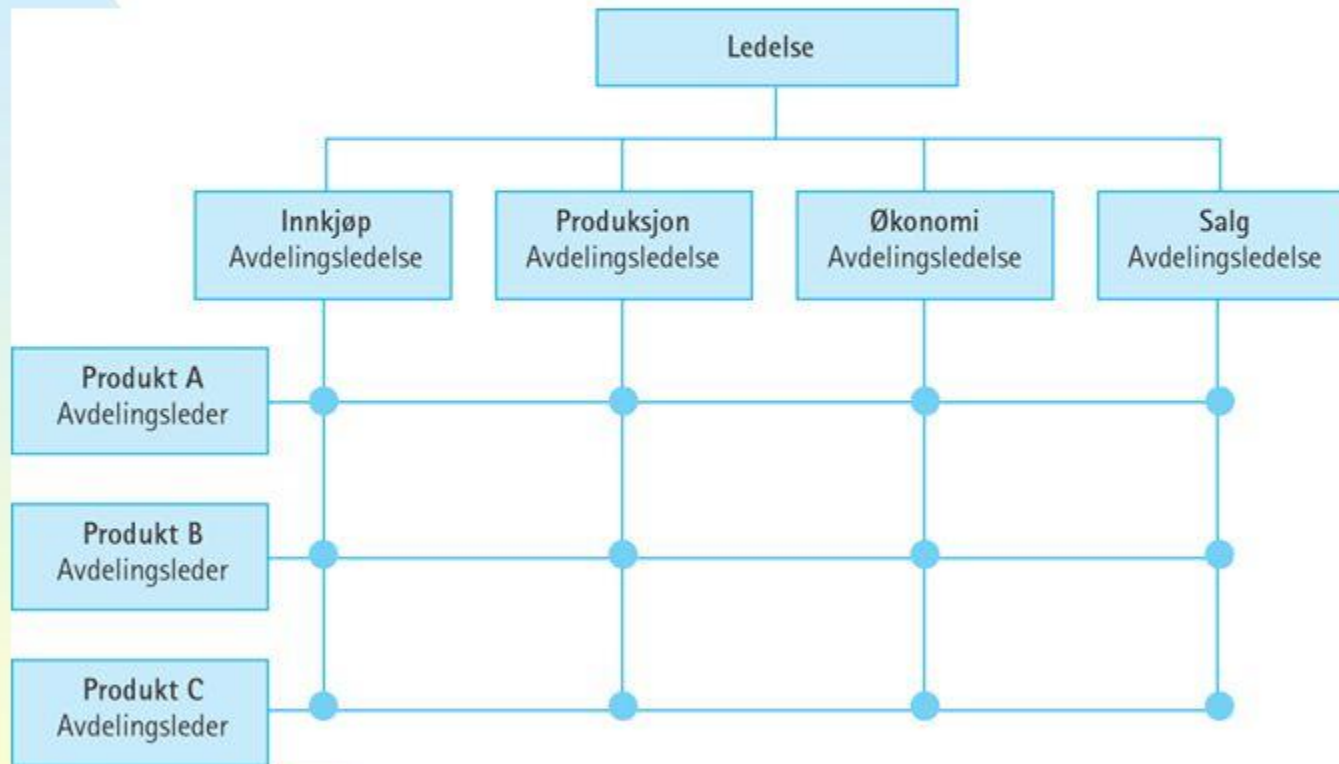 Ledelse
Innkjøp
Avdelingsledelse
Produksjon
Avdelingsledelse
Økonomi
Avdelingsledelse
Salg
Avdelingsledelse
Produkt A
Avdelingsleder
Produkt B
Avdelingsleder
Produkt C
Avdelingsleder